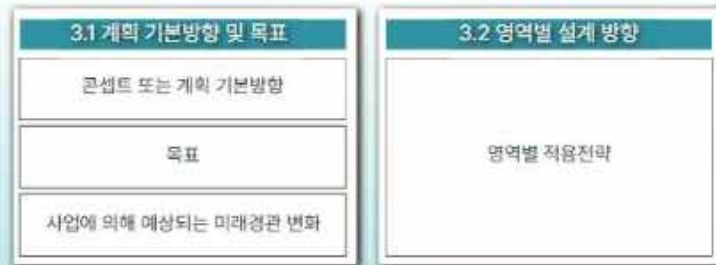 3.1 계획 기본방향 및 목표
콘셉트 또는 계획 기본방향
목표
사업에 의해 예상되는 미래경관 변화
3.2 영역별 설계 방향
영역별 적용전략